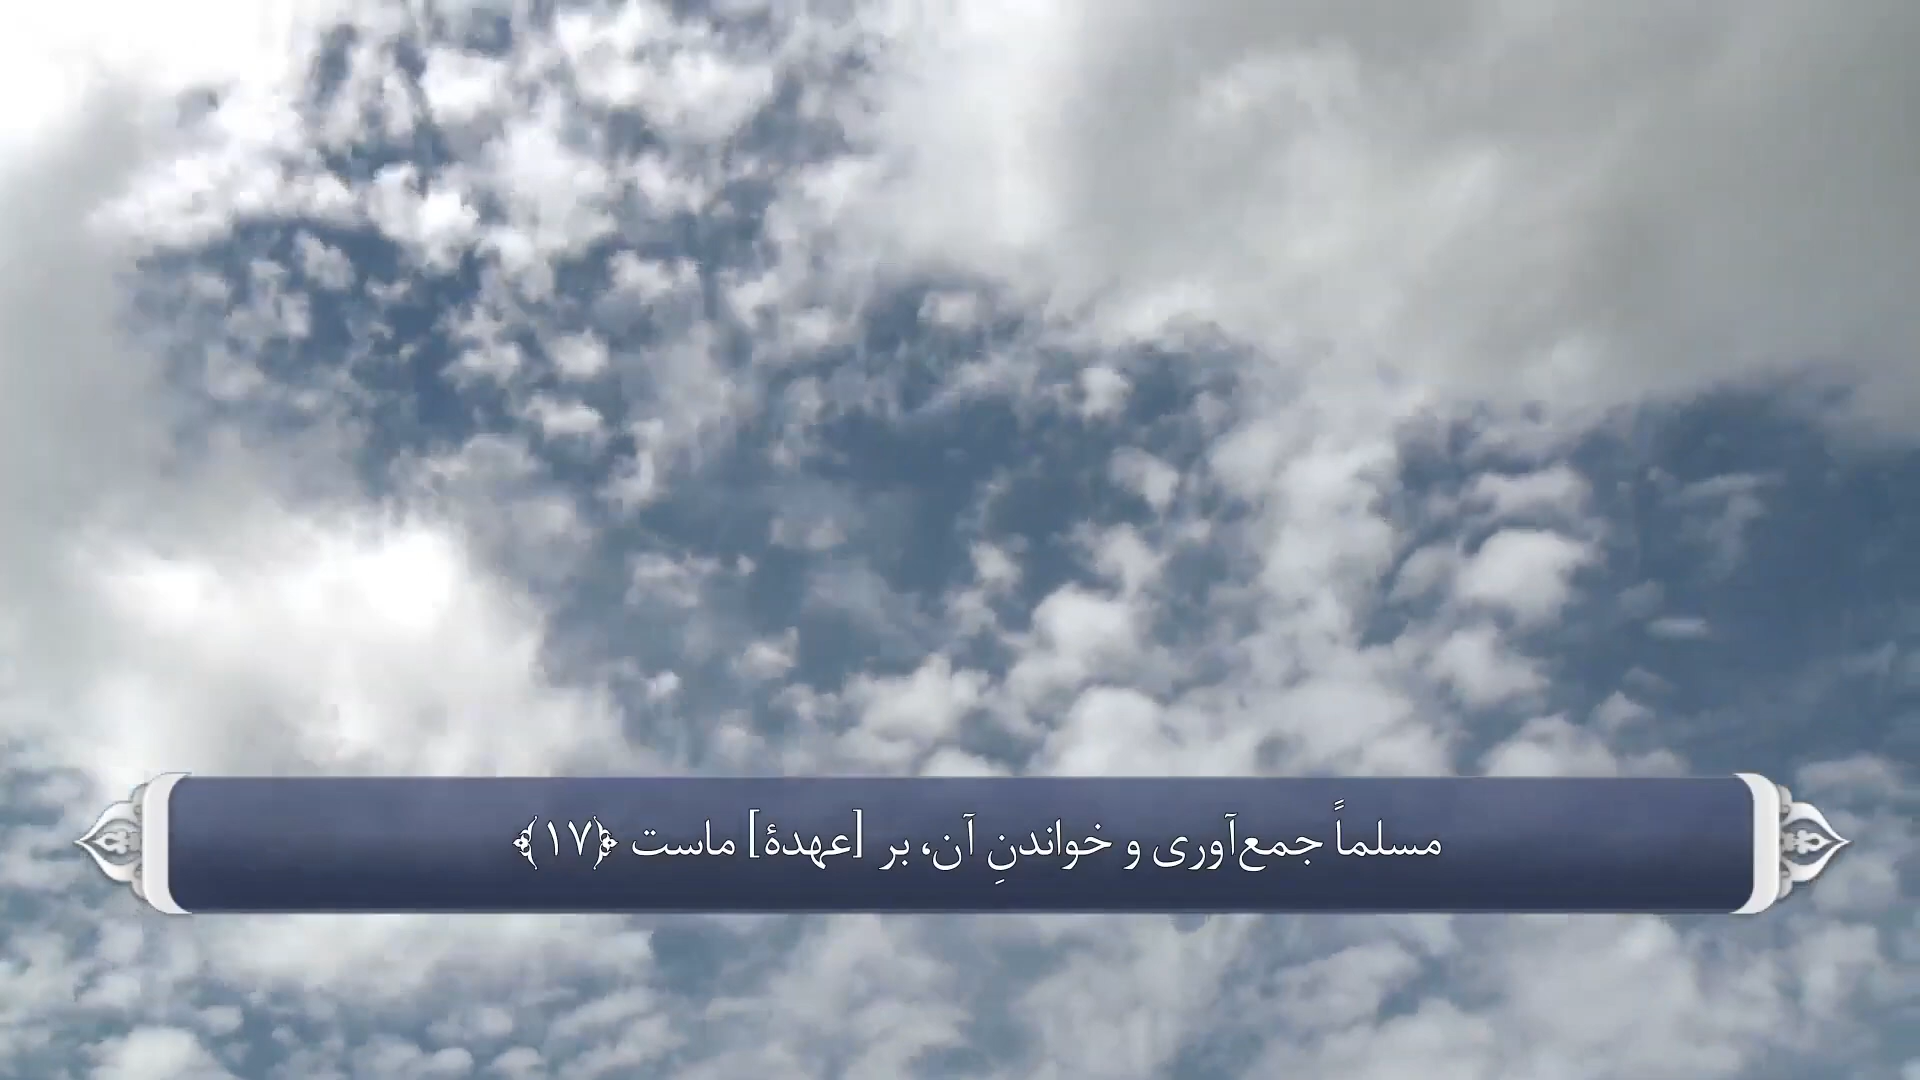 مسلماً جمع‌آوری و خواندنِ آن، بر [عهدهٔ] ماست ﴿۱۷﴾